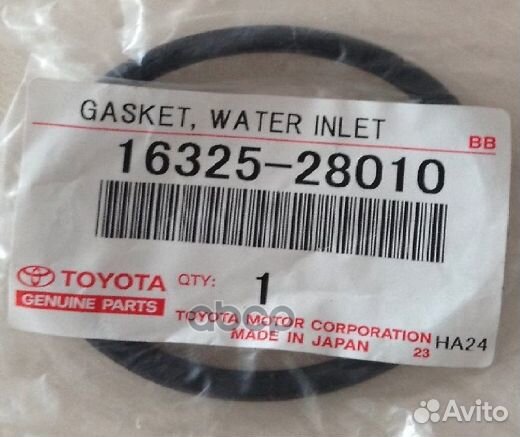 GASKET, WATER INLET
BB
16325-28010
TOYOTA
GENUINE PARTS
QTY: 1
TOYOTA MOTOR CORPORATION
MADE IN JAPAN 23 HA24
Avito